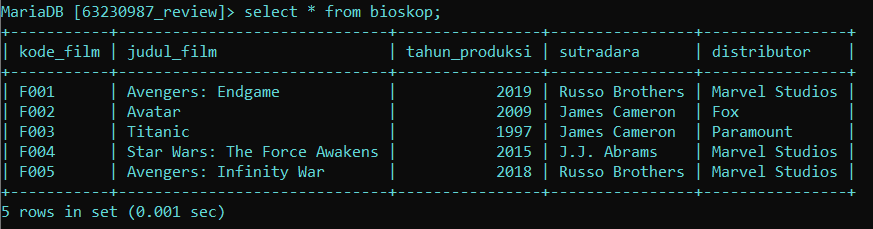 MariaDB [63230987_review]> select * from bioskop;
+-----------+------------------------------+----------------+----------------+----------------+
| kode_film | judul_film                   | tahun_produksi | sutradara      | distributor    |
+-----------+------------------------------+----------------+----------------+----------------+
| F001      | Avengers: Endgame            |           2019 | Russo Brothers | Marvel Studios |
| F002      | Avatar                       |           2009 | James Cameron  | Fox            |
| F003      | Titanic                      |           1997 | James Cameron  | Paramount      |
| F004      | Star Wars: The Force Awakens |           2015 | J.J. Abrams    | Marvel Studios |
| F005      | Avengers: Infinity War       |           2018 | Russo Brothers | Marvel Studios |
+-----------+------------------------------+----------------+----------------+----------------+
5 rows in set (0.001 sec)